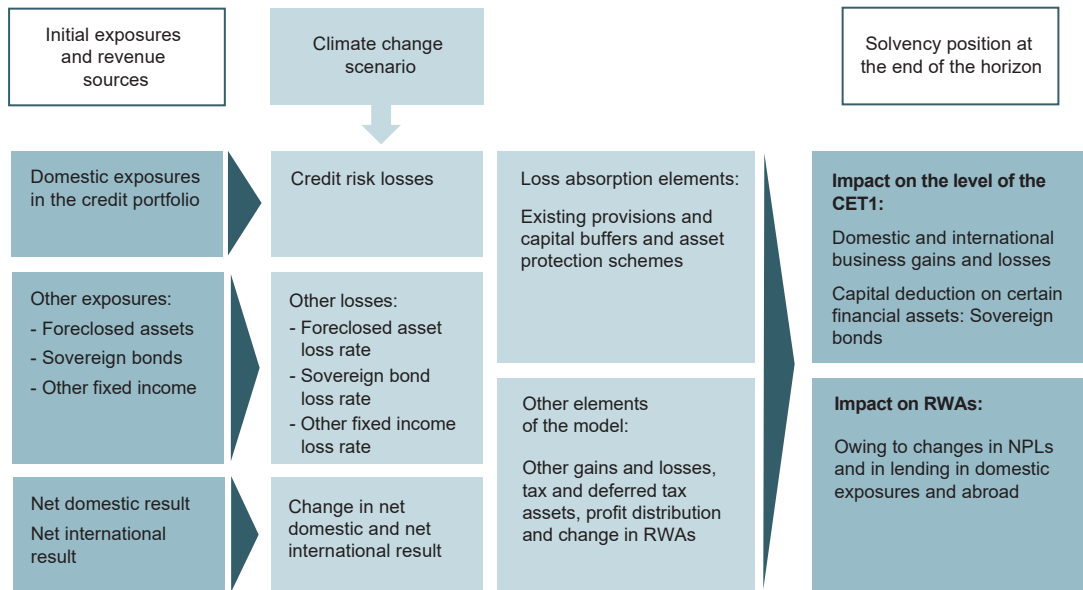 Initial exposures
and revenue
sources
Climate change
scenario
Solvency position at
the end of the horizon
Domestic exposures
in the credit portfolio
Credit risk losses
Loss absorption elements:
Existing provisions and
capital buffers and asset
protection schemes
Impact on the level of the
CET1:
Domestic and international
business gains and losses
Capital deduction on certain
financial assets: Sovereign
bonds
Other exposures:
- Foreclosed assets
- Sovereign bonds
- Other fixed income
Other losses:
- Foreclosed asset
loss rate
- Sovereign bond
loss rate
- Other fixed income
loss rate
Other elements
of the model:
Other gains and losses,
tax and deferred tax
assets, profit distribution
and change in RWAs
Impact on RWAs:
Owing to changes in NPLs
and in lending in domestic
exposures and abroad
Net domestic result
Net international
result
Change in net
domestic and net
international result